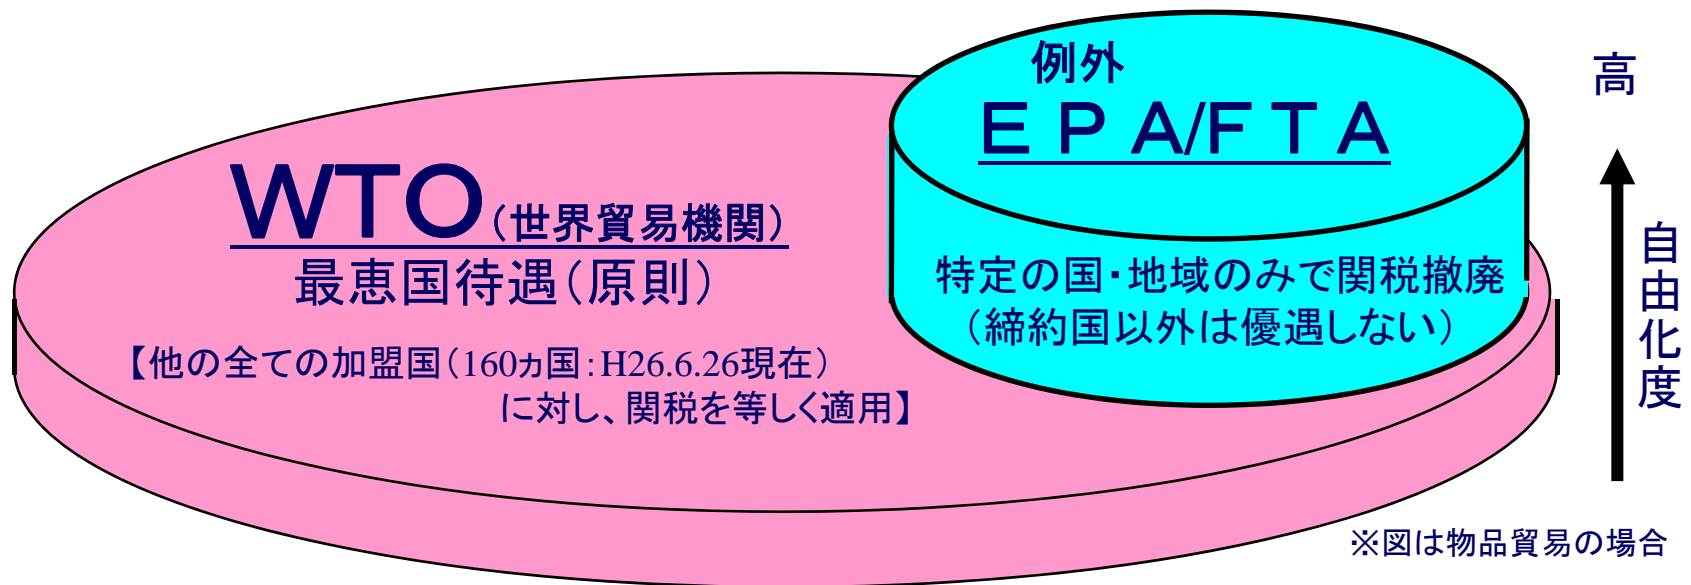 例外
ＥＰＡ/ＦＴＡ
高
WTO(世界貿易機関)
最恵国待遇(原則)
特定の国・地域のみで関税撤廃
(締約国以外は優遇しない)
【他の全ての加盟国(160ヵ国：H26.6.26現在)
に対し、関税を等しく適用】
自由化度
※図は物品貿易の場合